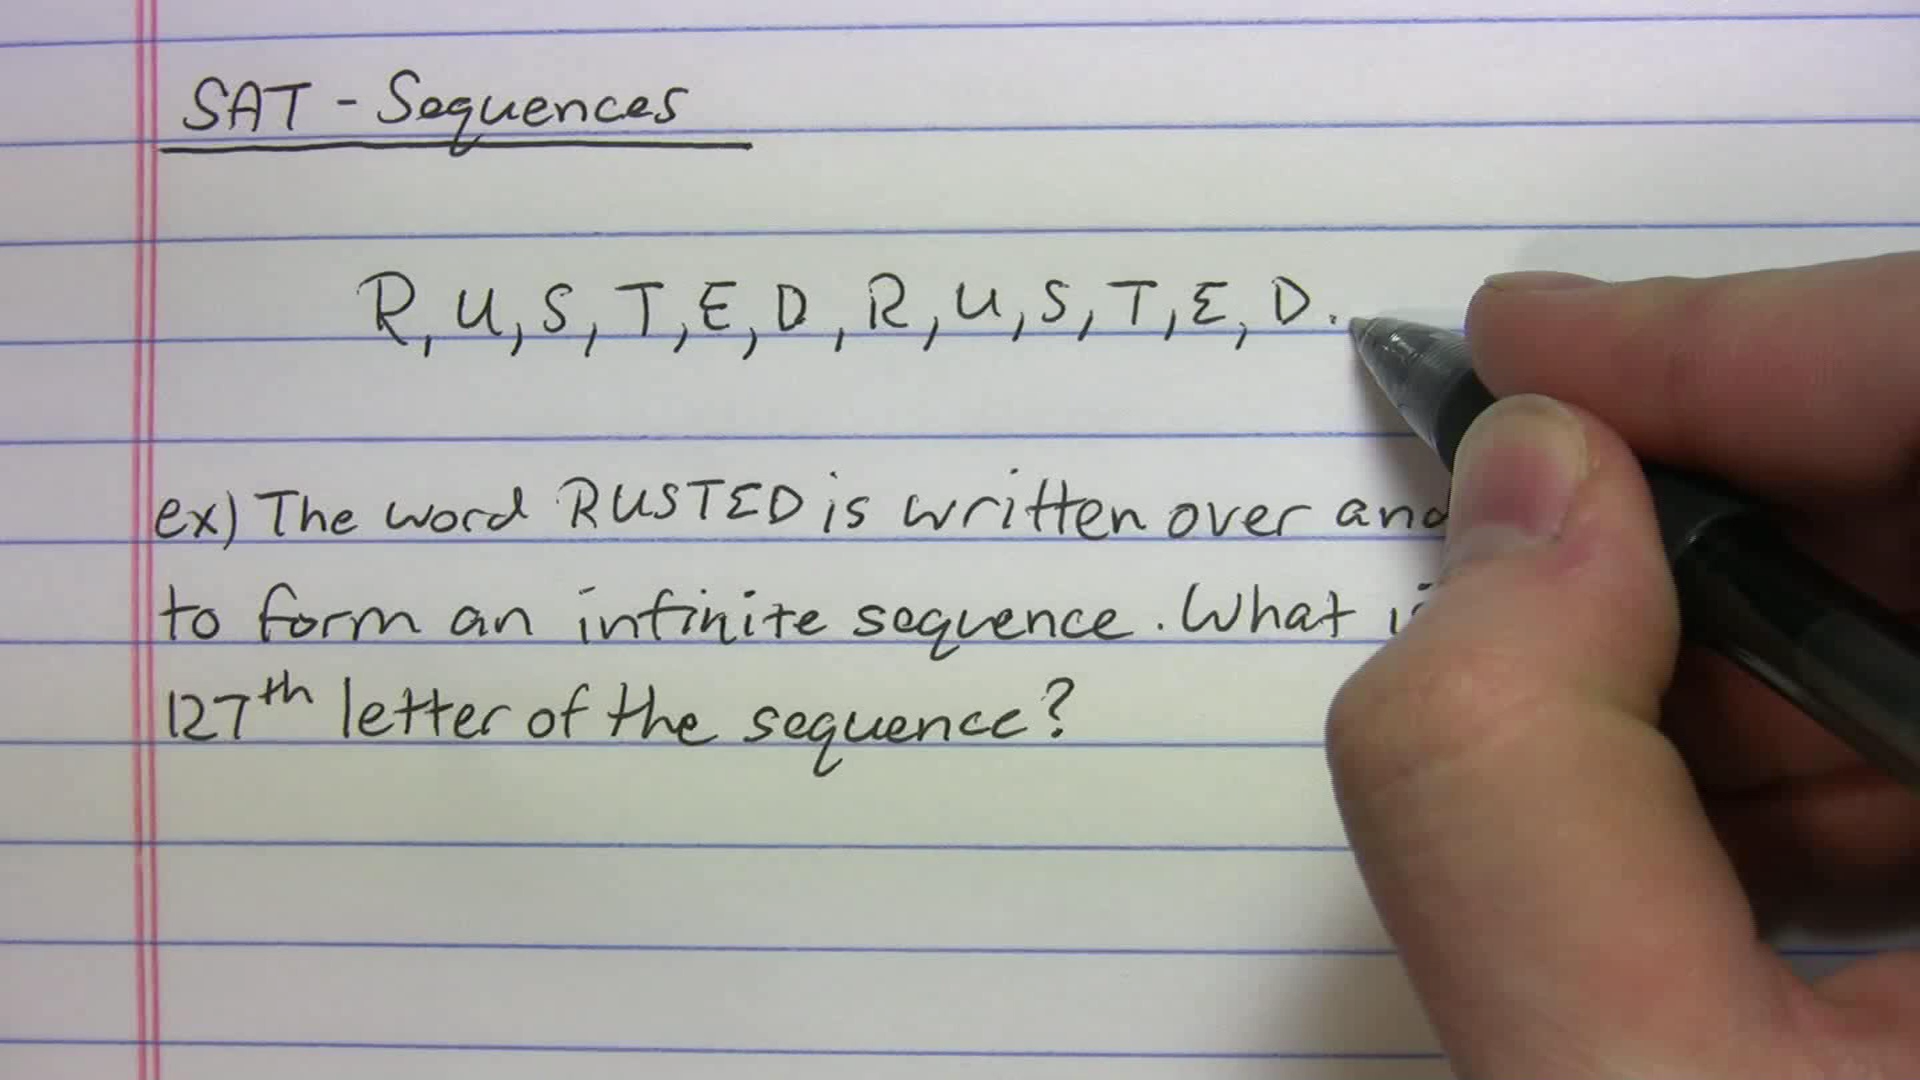 SAT - Sequences
R, U, S, T, E, D, R, U, S, T, E, D.
ex) The word RUSTED is written over and
to form an infinite sequence. What
127th letter of the sequence?